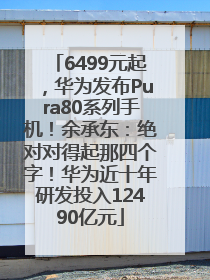 「6499元起
，华为发布Pu
ra80系列手
机！余承东：绝
对对得起那四个
字！华为近十年
研发投入124
90亿元」